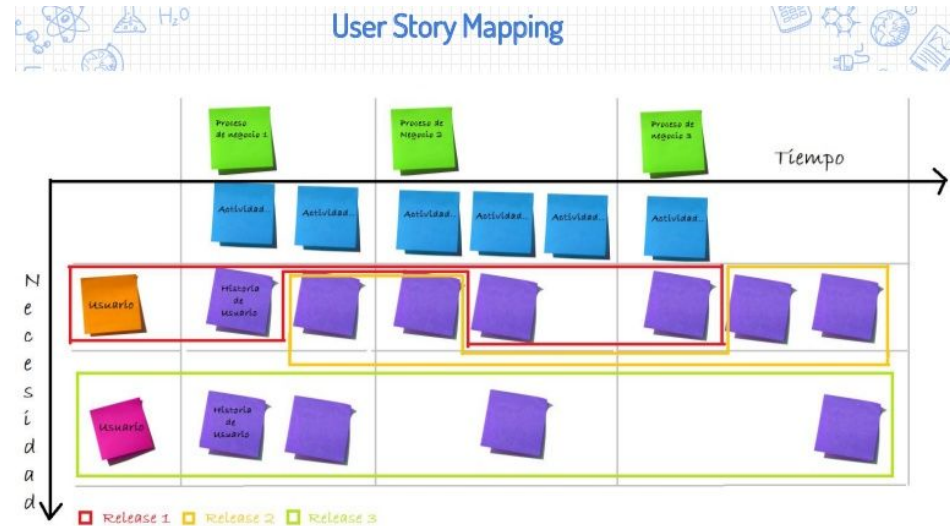 H₂O
User Story Mapping
Proceso
de negocio 1
Proceso de
Negocio 2
Proceso de
negocio 3
Tiempo
Actividad...
Actividad...
Actividad...
Actividad...
Actividad...
Actividad...
Necesidad
Usuario
Historia
de
Usuario
Usuario
Historia
de
Usuario
Release 1
Release 2
Release 3